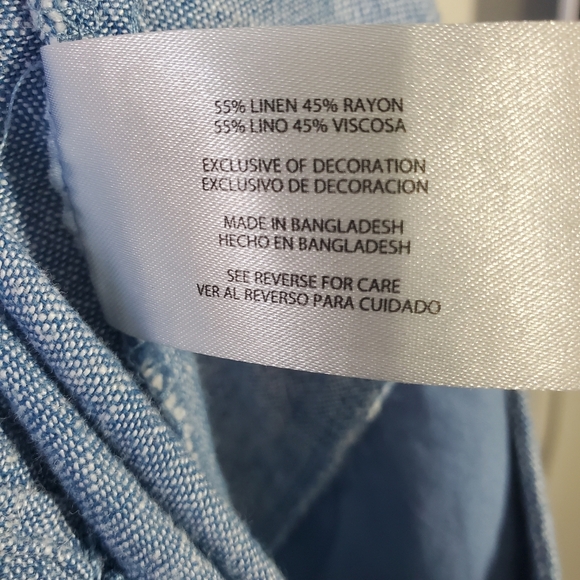 55% LINEN 45% RAYON
55% LINO 45% VISCOSA
EXCLUSIVE OF DECORATION
EXCLUSIVO DE DECORACION
MADE IN BANGLADESH
HECHO EN BANGLADESH
SEE REVERSE FOR CARE
VER AL REVERSO PARA CUIDADO